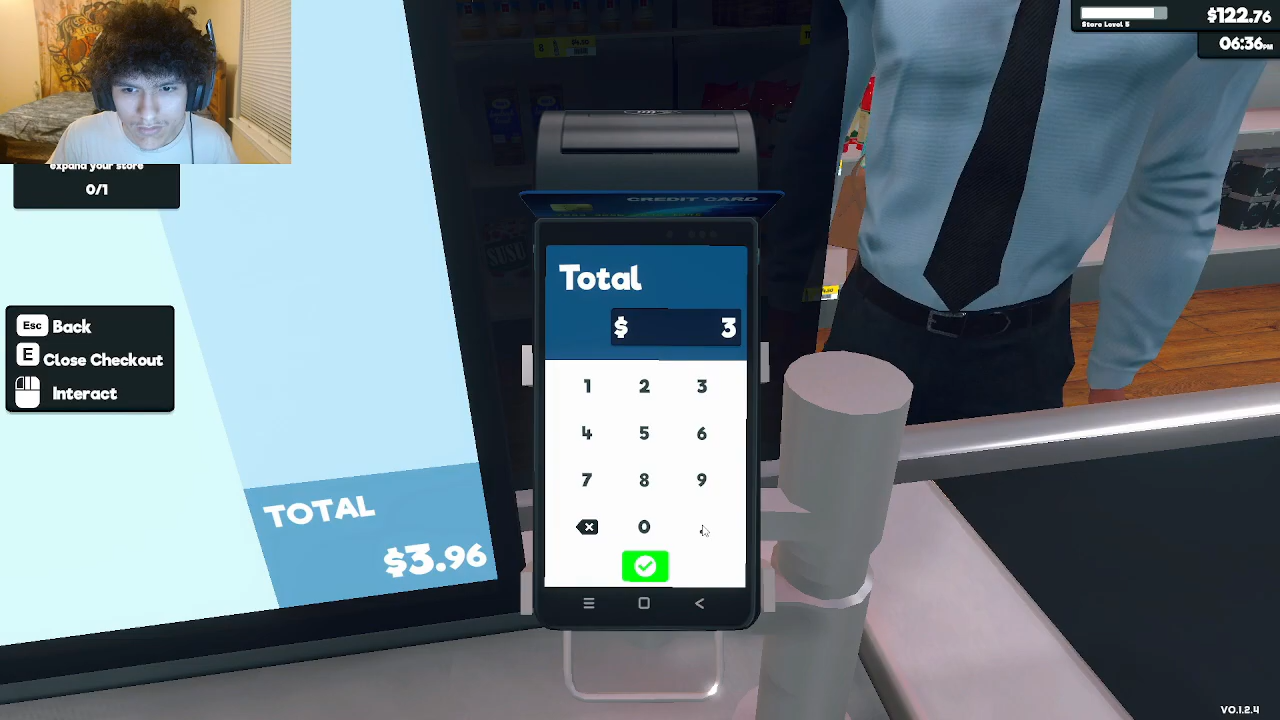 $122.76
Store Level 5
06:36PM
expand your store
0/1
CREDIT CARD
Total
$ 3
Esc Back
E Close Checkout
Interact
1 2 3
4 5 6
7 8 9
0 .
TOTAL
$3.96
V0.1.2.4